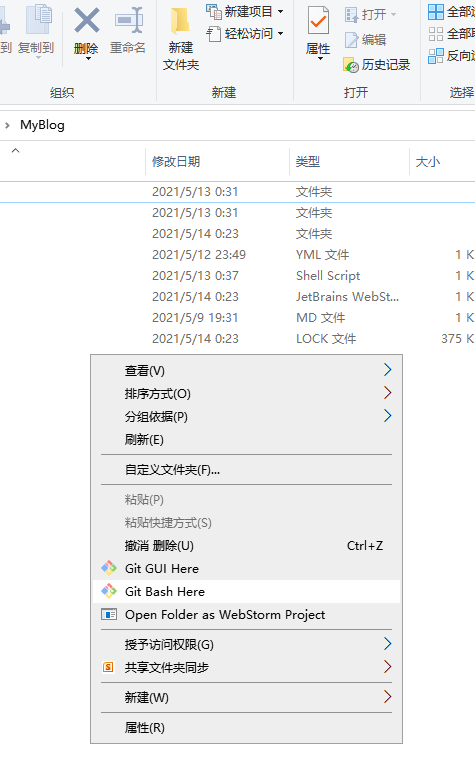 到 复制到 删除 重命名 新建 文件夹 新建项目 轻松访问 属性 打开 编辑 历史记录 全部 全部 反向
组织 新建 打开 选择
MyBlog
修改日期 类型 大小
2021/5/13 0:31 文件夹
2021/5/13 0:31 文件夹
2021/5/14 0:23 文件夹
2021/5/12 23:49 YML 文件 1 K
2021/5/13 0:37 Shell Script 1 K
2021/5/14 0:23 JetBrains WebSt... 1 K
2021/5/9 19:31 MD 文件 1 K
2021/5/14 0:23 LOCK 文件 375 K
查看(V)
排序方式(O)
分组依据(P)
刷新(E)
自定义文件夹(F)...
粘贴(P)
粘贴快捷方式(S)
撤消 删除(U) Ctrl+Z
Git GUI Here
Git Bash Here
Open Folder as WebStorm Project
授予访问权限(G)
共享文件夹同步
新建(W)
属性(R)